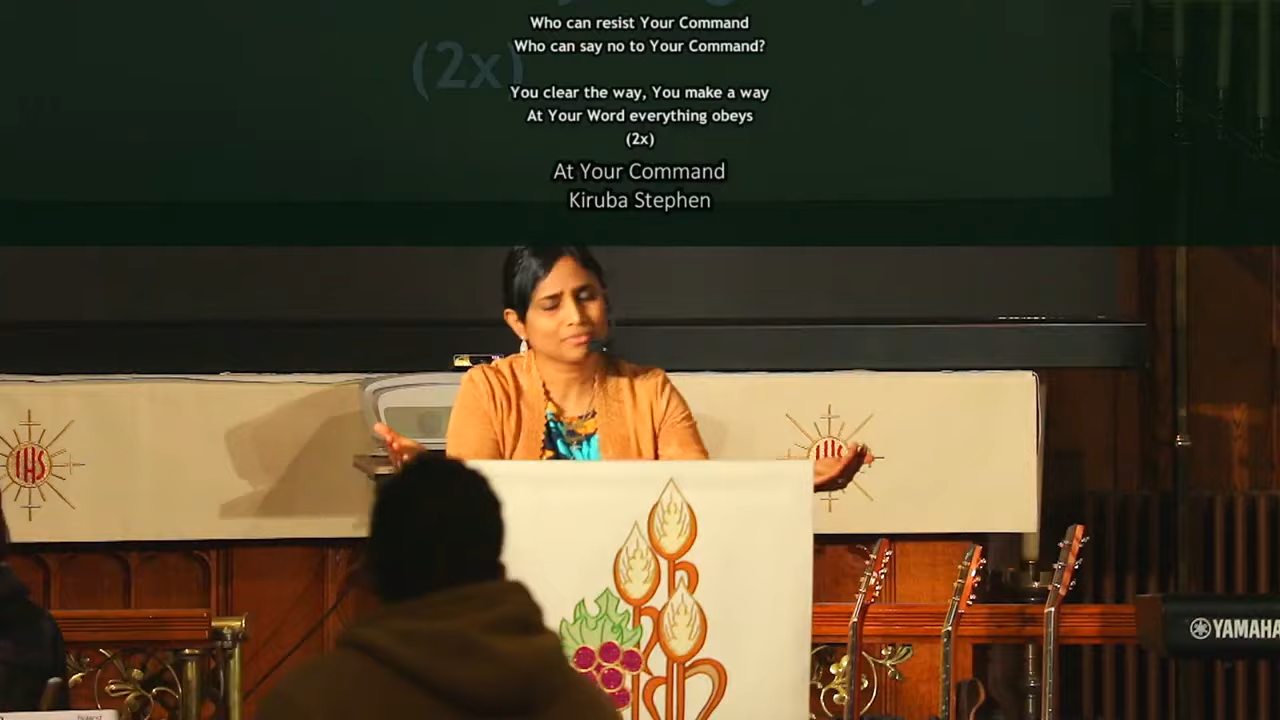 (2x)
Who can resist Your Command
Who can say no to Your Command?
You clear the way, You make a way
At Your Word everything obeys
(2x)
At Your Command
Kiruba Stephen
IHS
IHS
YAMAHA
Roland